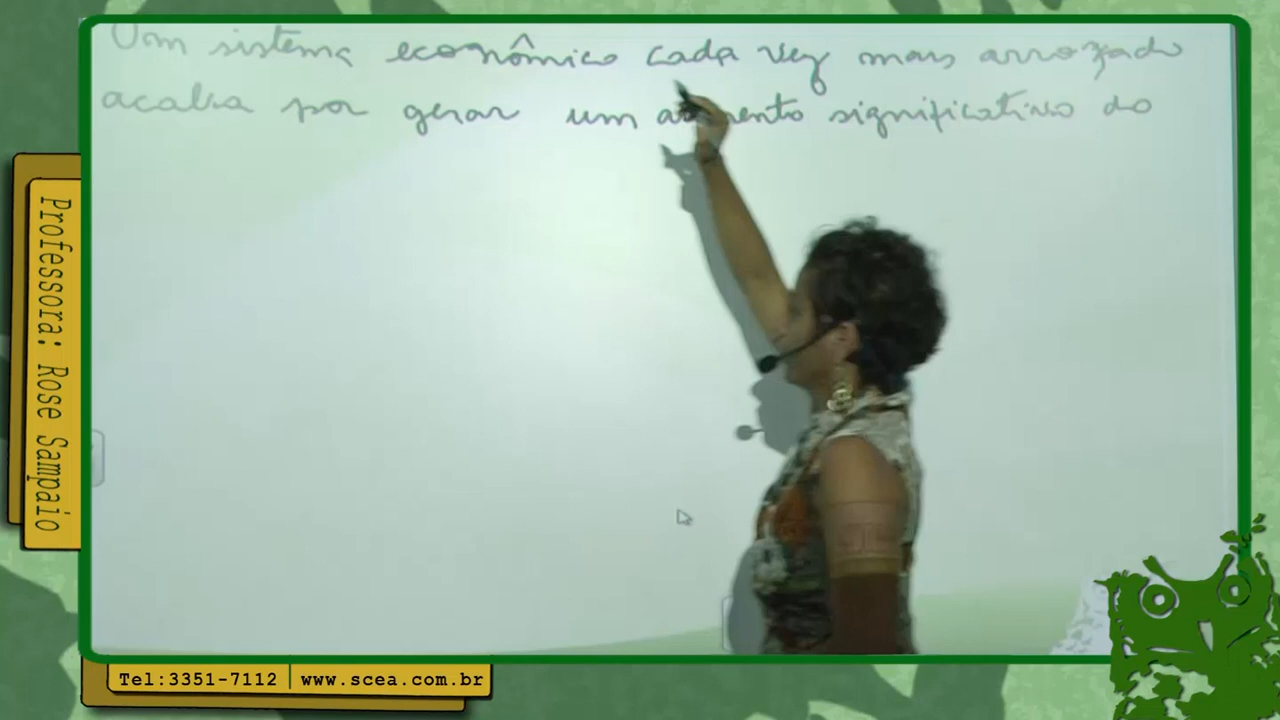 Um sistema econômico cada vez mais arrozado
acaba por gerar um aumento significativo do
Professora: Rose Sampaio
Tel:3351-7112 | www.scea.com.br